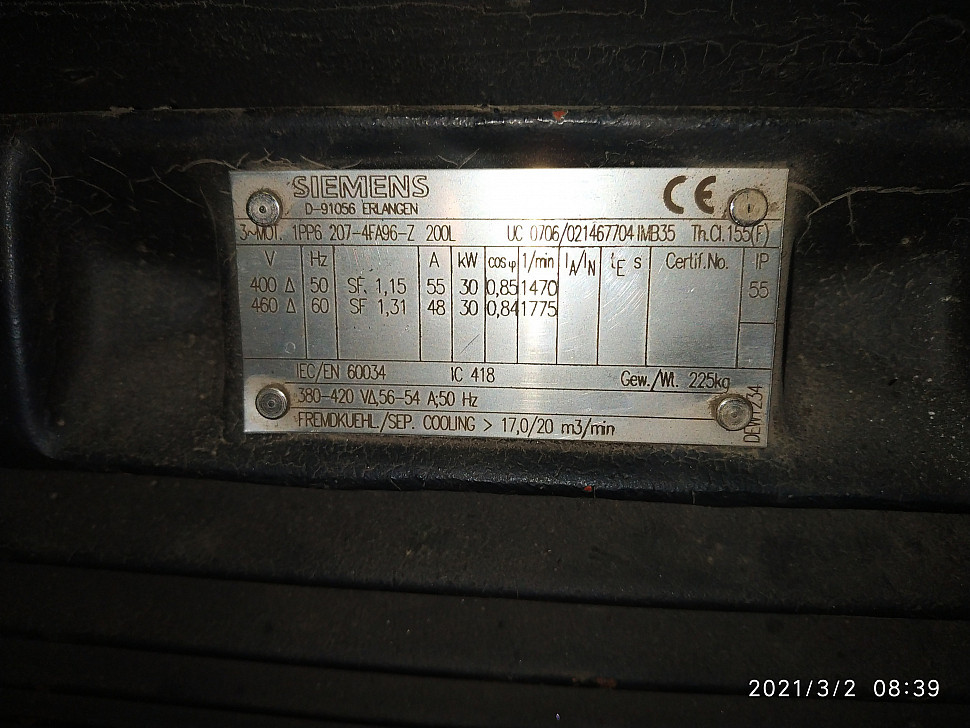 SIEMENS
CE
D-91056 ERLANGEN
3~MOT. 1PP6 207-4FA96-Z 200L UC 0706/021467704 IMB35 Th.Cl.155(F)
V Hz A kW cosφ 1/min IA/IN tE s Certif.No. IP
400 Δ 50 SF. 1,15 55 30 0,85 1470 55
460 Δ 60 SF 1,31 48 30 0,84 1775
IEC/EN 60034 IC 418 Gew./Wt. 225kg
380-420 VΔ,56-54 A;50 Hz
FREMDKUEHL./SEP. COOLING > 17,0/20 m3/min
2021/3/2 08:39